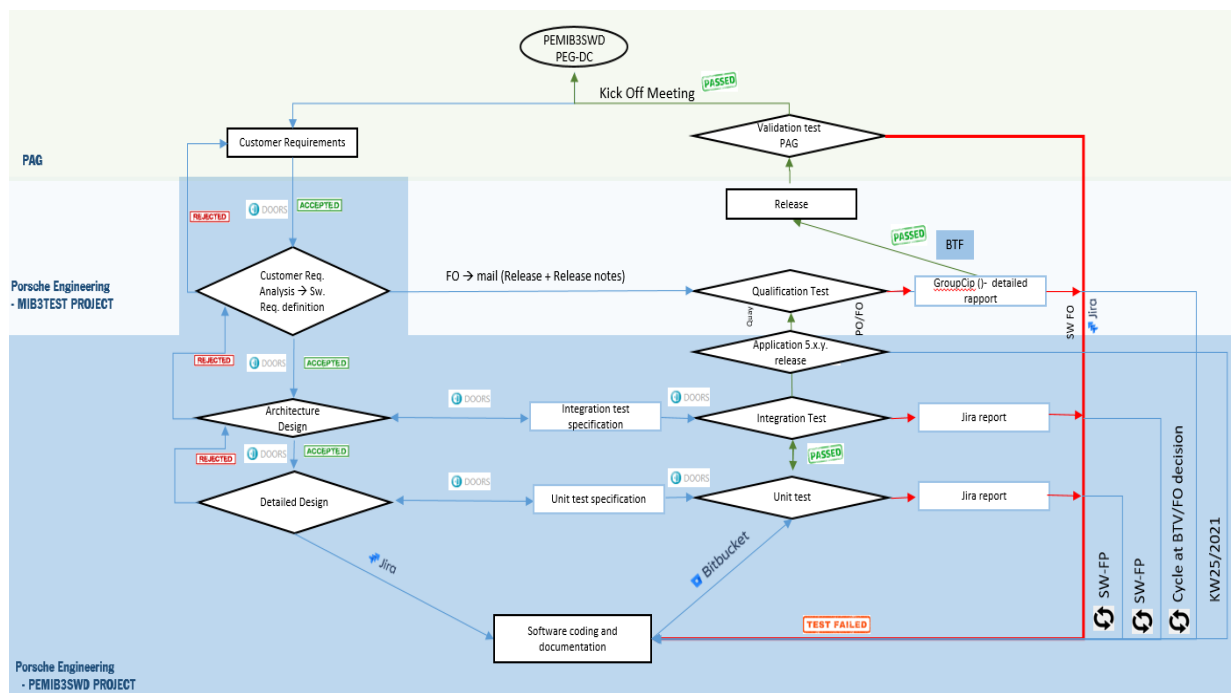 PEMIB3SWD
PEG-DC
PASSED
Kick Off Meeting
Validation test
PAG
Customer Requirements
PAG
REJECTED
DOORS
ACCEPTED
Release
PASSED
BTF
Customer Req.
Analysis → Sw.
Req. definition
FO → mail (Release + Release notes)
Qualification Test
GroupCip ()- detailed
rapport
Porsche Engineering
- MIB3TEST PROJECT
Quay
PO/FO
SW FO
Jira
REJECTED
DOORS
ACCEPTED
Application 5.x.y.
release
Architecture
Design
DOORS
Integration test
specification
DOORS
Integration Test
Jira report
REJECTED
DOORS
ACCEPTED
PASSED
Detailed Design
DOORS
Unit test specification
DOORS
Unit test
Jira report
Jira
Bitbucket
SW-FP
SW-FP
Cycle at BTV/FO decision
KW25/2021
Software coding and
documentation
TEST FAILED
Porsche Engineering
- PEMIB3SWD PROJECT